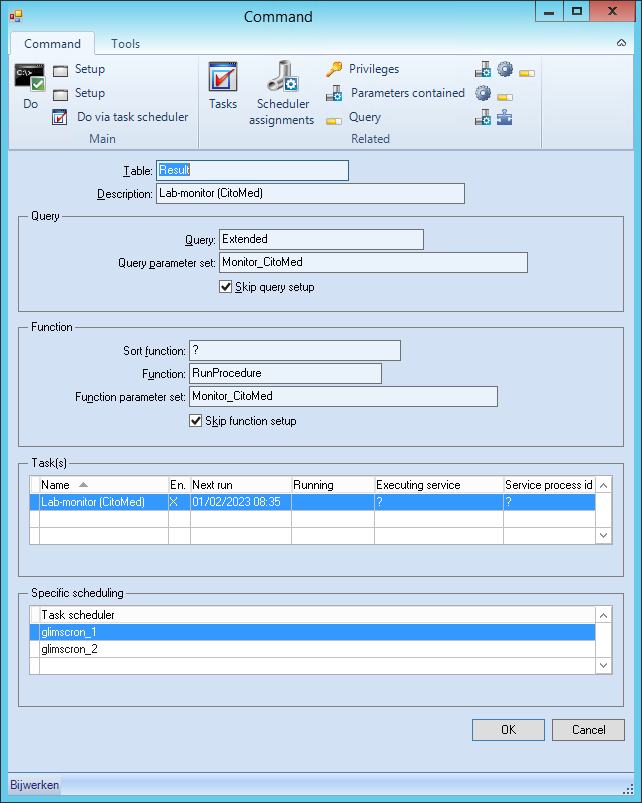 Command
Command Tools
C:\>
Do
Setup
Setup
Do via task scheduler
Main
Tasks
Scheduler
assignments
Privileges
Parameters contained
Query
Related
Table: Result
Description: Lab-monitor (CitoMed)
Query
Query: Extended
Query parameter set: Monitor_CitoMed
Skip query setup
Function
Sort function: ?
Function: RunProcedure
Function parameter set: Monitor_CitoMed
Skip function setup
Task(s)
Name En. Next run Running Executing service Service process id
Lab-monitor (CitoMed) X 01/02/2023 08:35 ? ?
Specific scheduling
Task scheduler
glimscron_1
glimscron_2
OK Cancel
Bijwerken